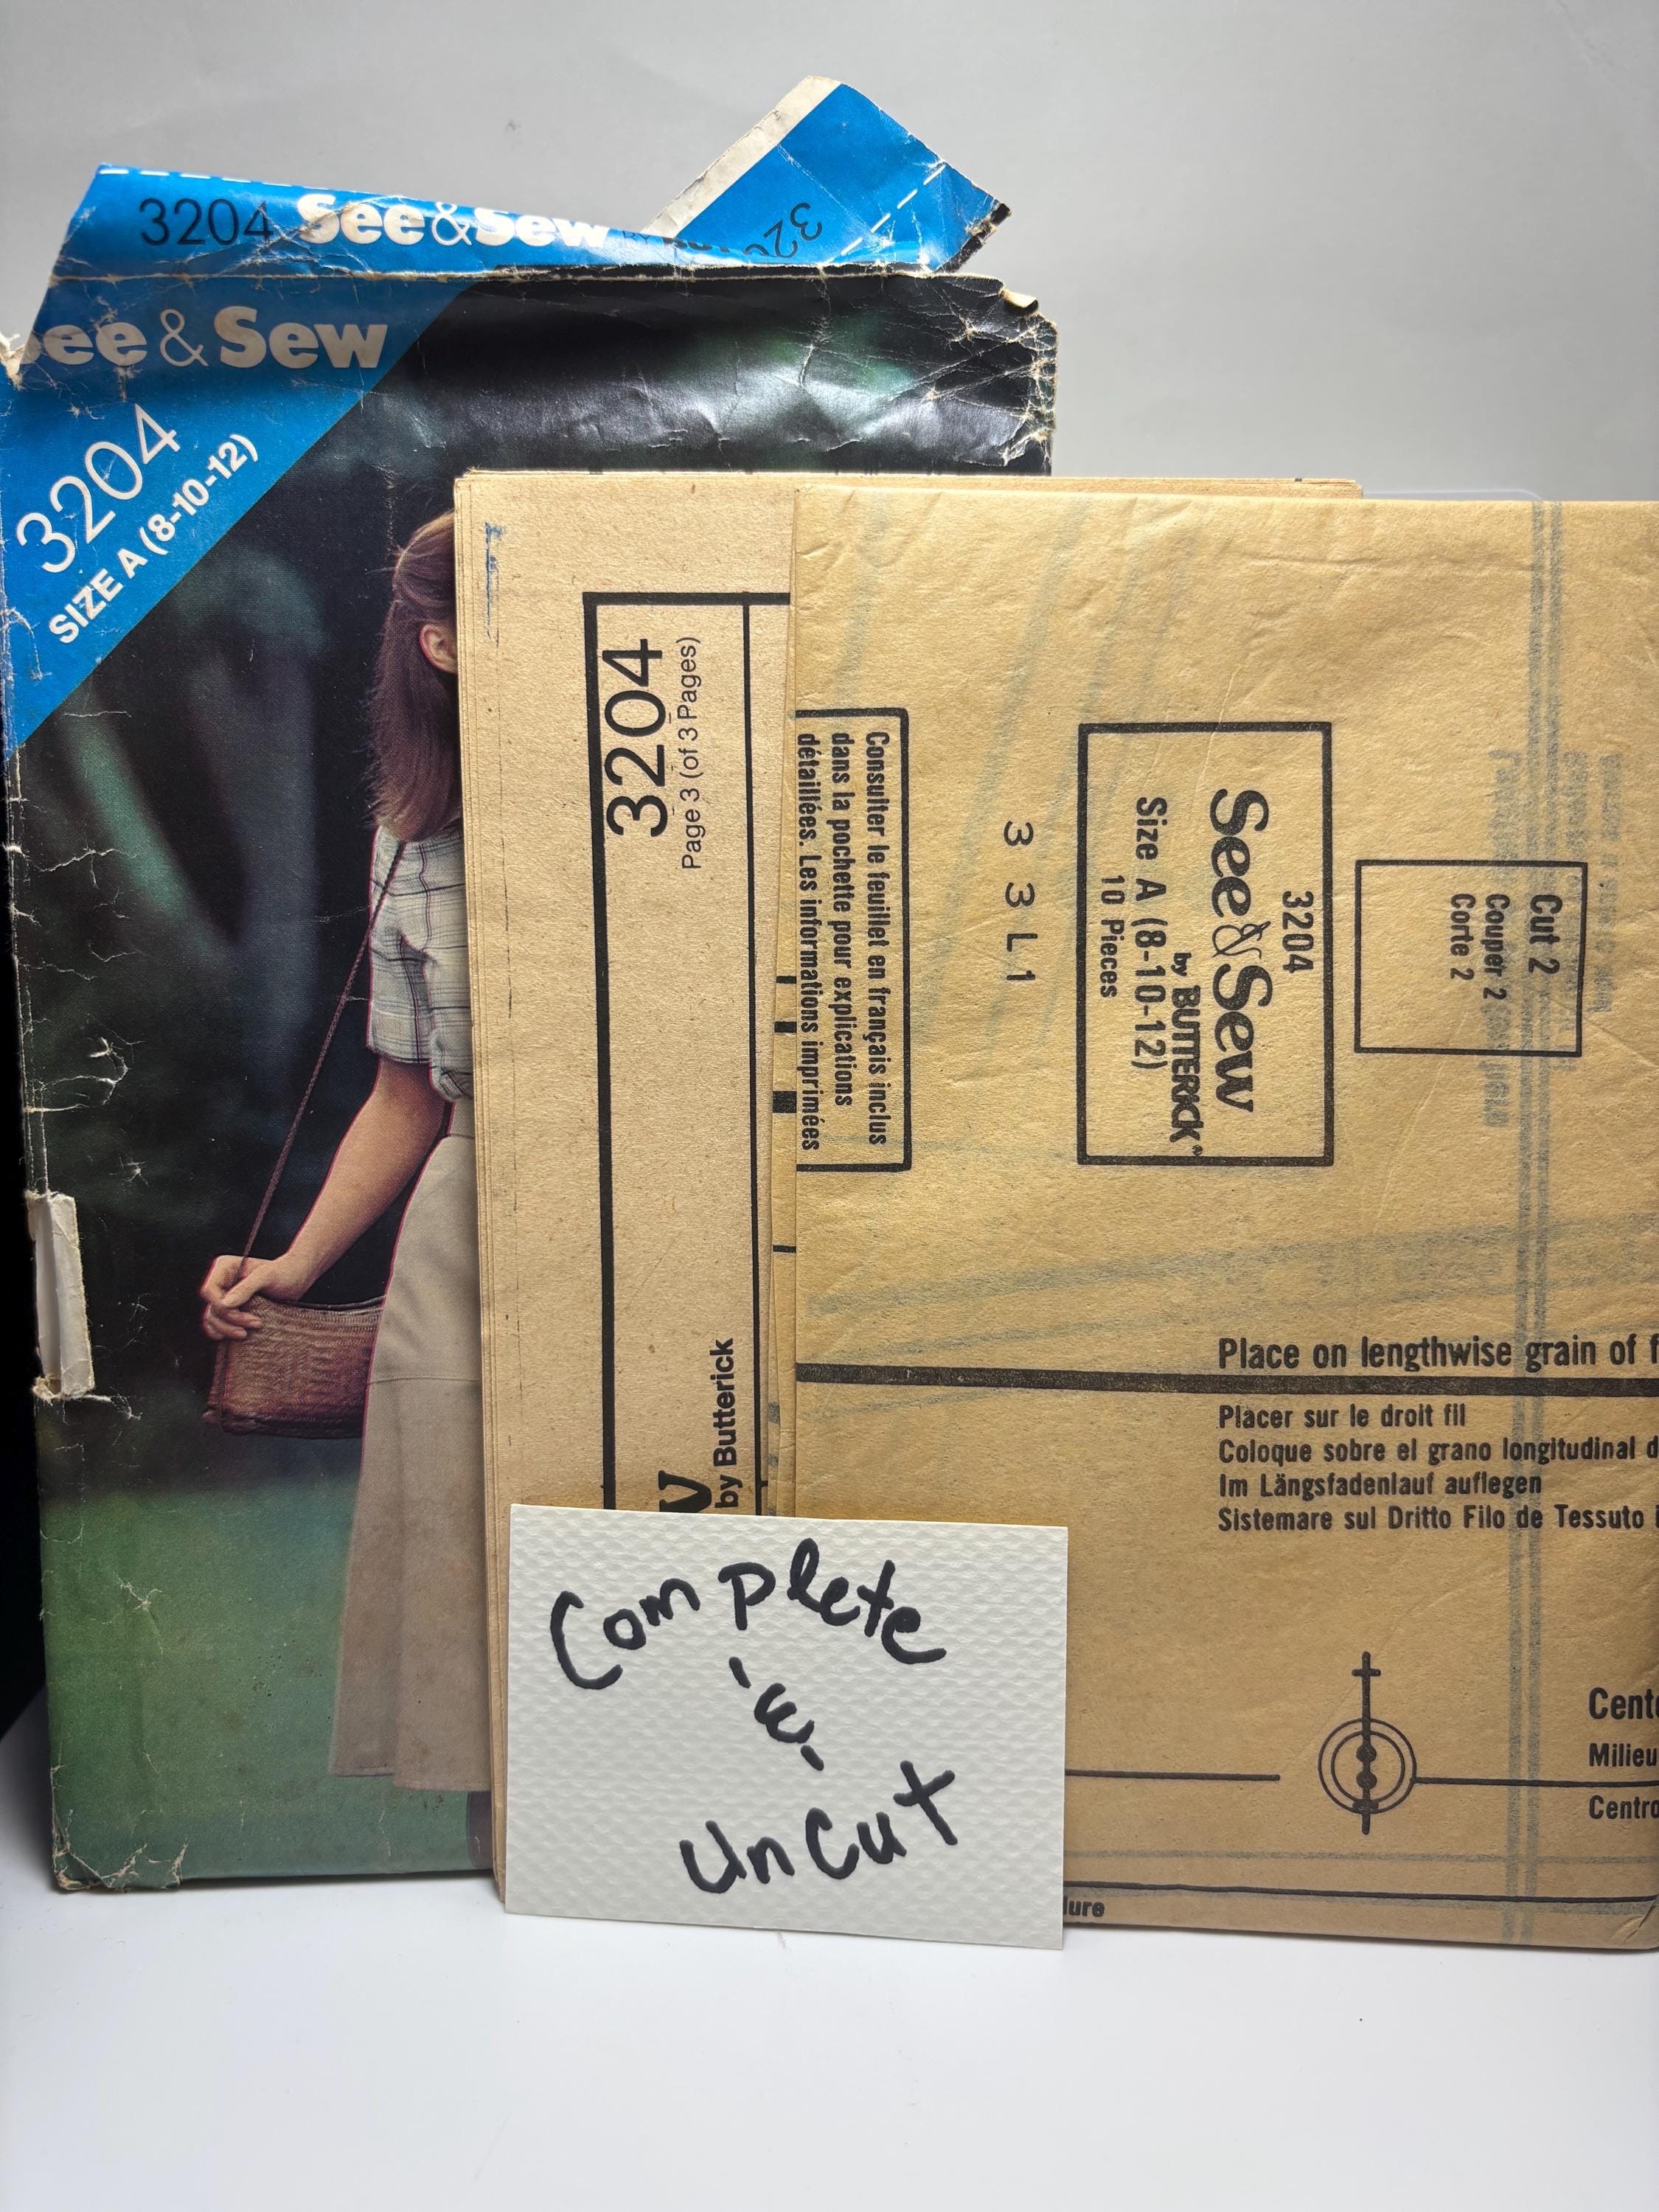 3204 See & Sew BY
320
See & Sew
3204
SIZE A (8-10-12)
3204
Page 3 (of 3 Pages)
by Butterick
Consulter le feuillet en français inclus
dans la pochette pour explications
détaillées. Les informations imprimées
3 3 L 1
3204
See & Sew
by BUTTERICK®
Size A (8-10-12)
10 Pieces
Cut 2
Couper 2
Corte 2
Place on lengthwise grain of f
Placer sur le droit fil
Coloque sobre el grano longitudinal d
Im Längsfadenlauf auflegen
Sistemare sul Dritto Filo de Tessuto i
Cente
Milieu
Centro
lure
Complete
-&-
Uncut